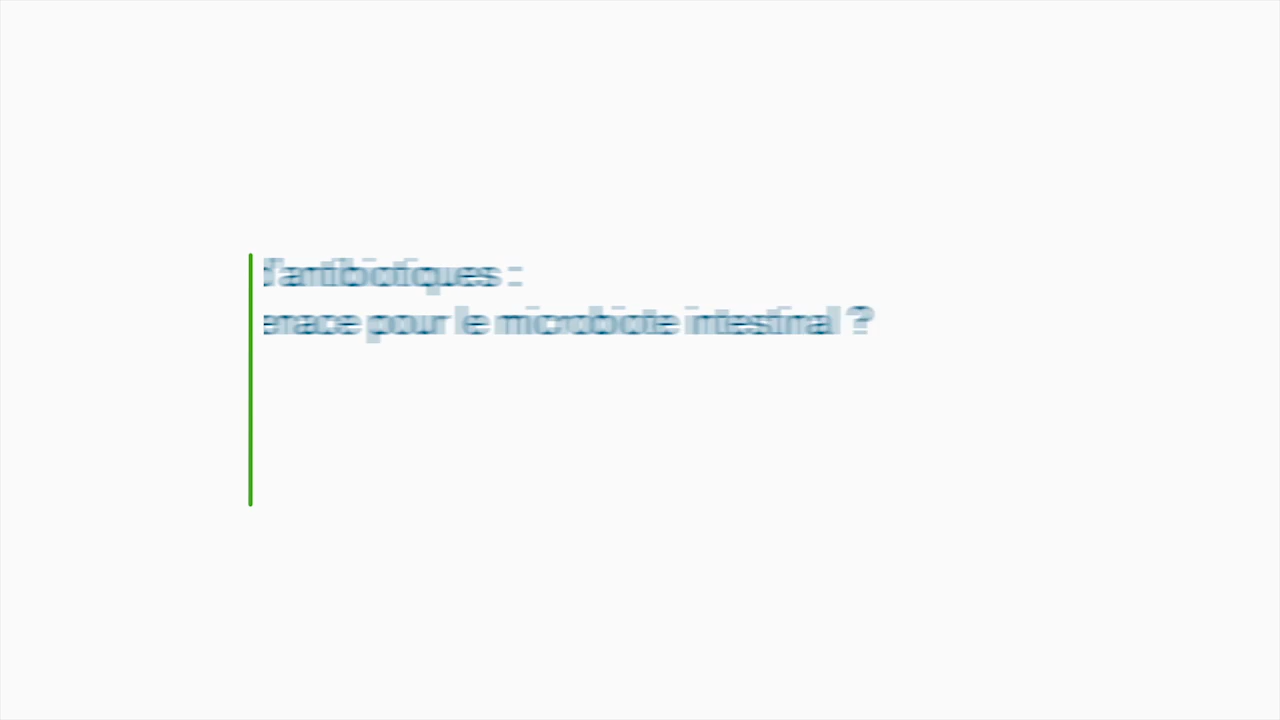 d'antibiotiques :
enace pour le microbiote intestinal ?